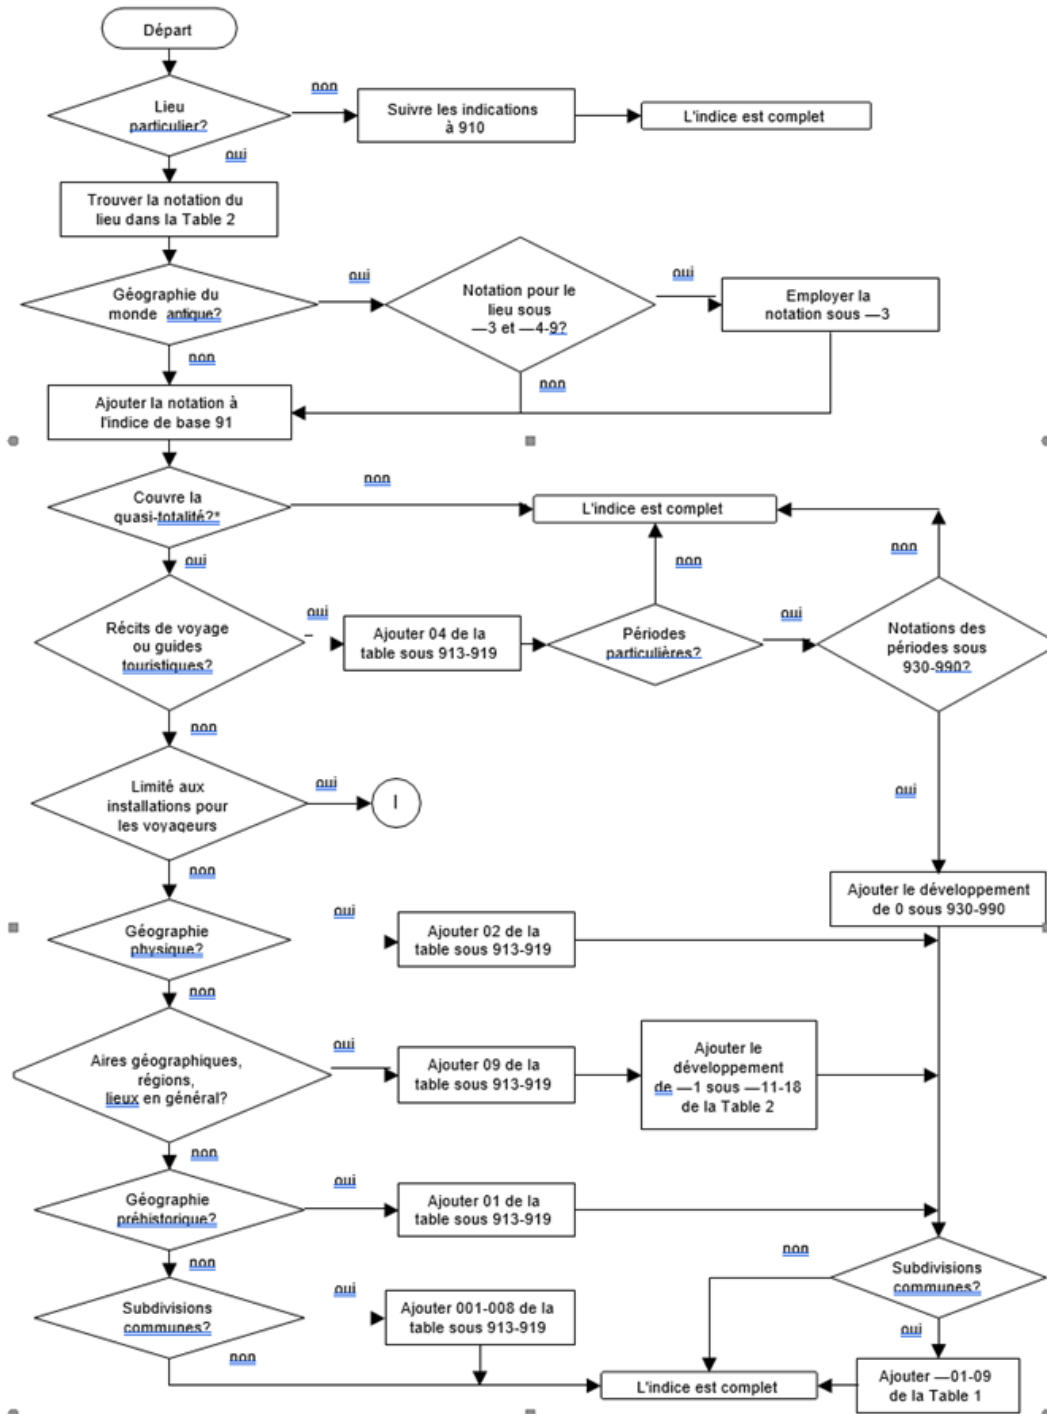 Départ
Lieu
particulier?
non
Suivre les indications
à 910
L'indice est complet
oui
Trouver la notation du
lieu dans la Table 2
Géographie du
monde antique?
oui
Notation pour le
lieu sous
—3 et —4-9?
oui
Employer la
notation sous —3
non
non
Ajouter la notation à
l'indice de base 91
Couvre la
quasi-totalité?*
non
L'indice est complet
oui
non
non
Récits de voyage
ou guides
touristiques?
oui
Ajouter 04 de la
table sous 913-919
Périodes
particulières?
oui
Notations des
périodes sous
930-990?
non
Limité aux
installations pour
les voyageurs
oui
I
oui
non
Ajouter le développement
de 0 sous 930-990
Géographie
physique?
oui
Ajouter 02 de la
table sous 913-919
non
Aires géographiques,
régions,
lieux en général?
oui
Ajouter 09 de la
table sous 913-919
Ajouter le
développement
de —1 sous —11-18
de la Table 2
non
Géographie
préhistorique?
oui
Ajouter 01 de la
table sous 913-919
non
non
Subdivisions
communes?
Subdivisions
communes?
oui
Ajouter 001-008 de la
table sous 913-919
oui
non
L'indice est complet
Ajouter —01-09
de la Table 1